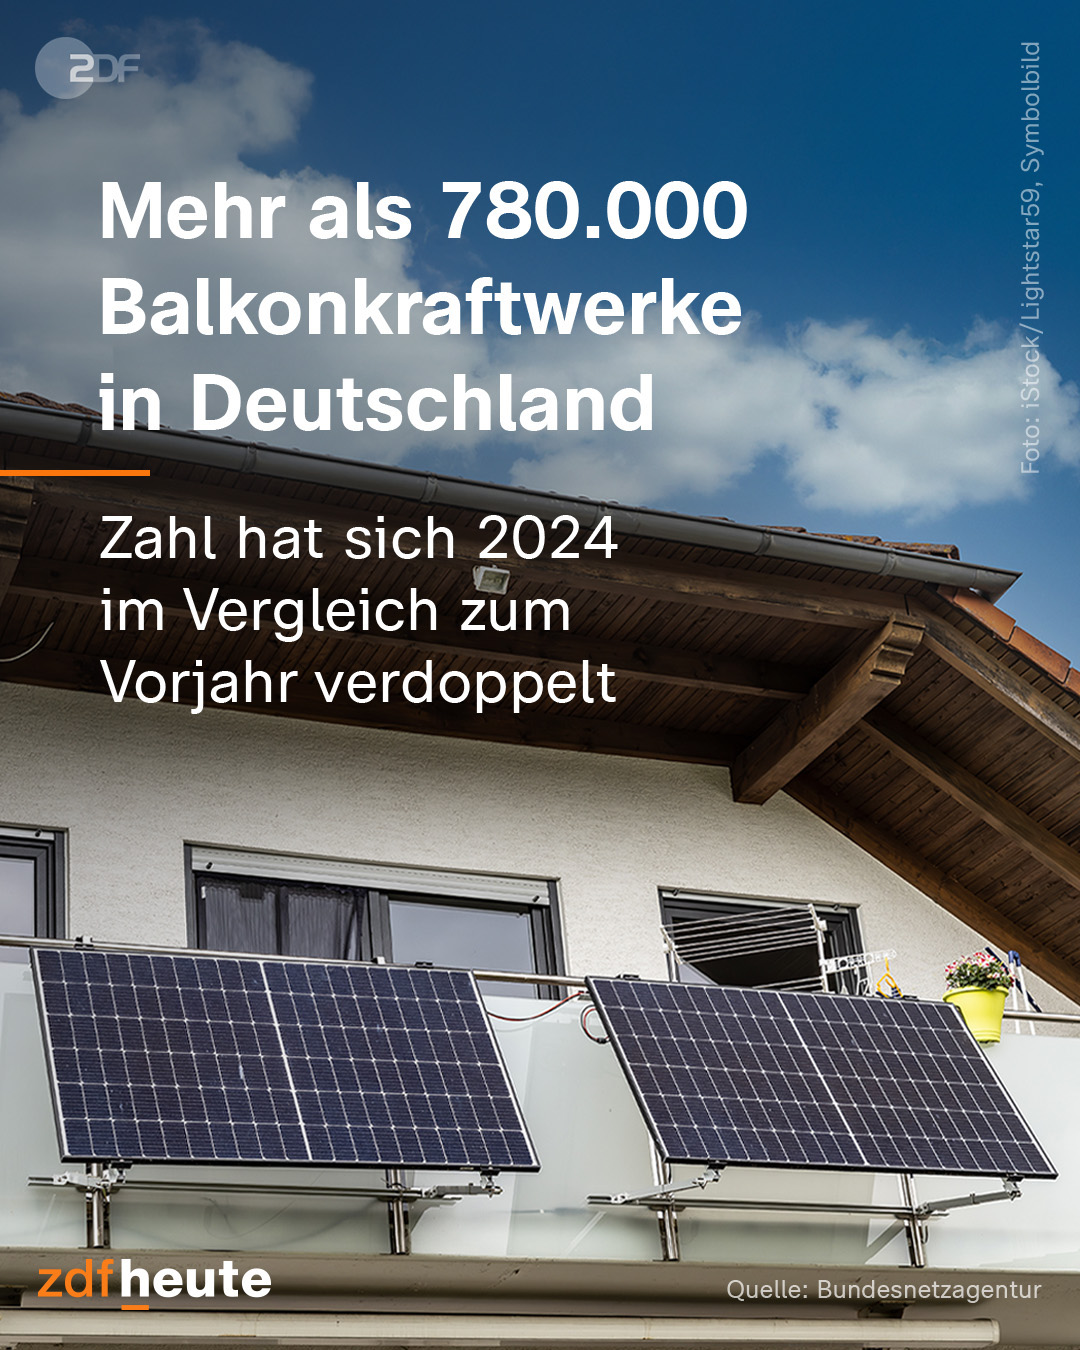 ZDF
Foto: iStock/Lightstar59, Symbolbild
Mehr als 780.000
Balkonkraftwerke
in Deutschland
Zahl hat sich 2024
im Vergleich zum
Vorjahr verdoppelt
zdfheute
Quelle: Bundesnetzagentur